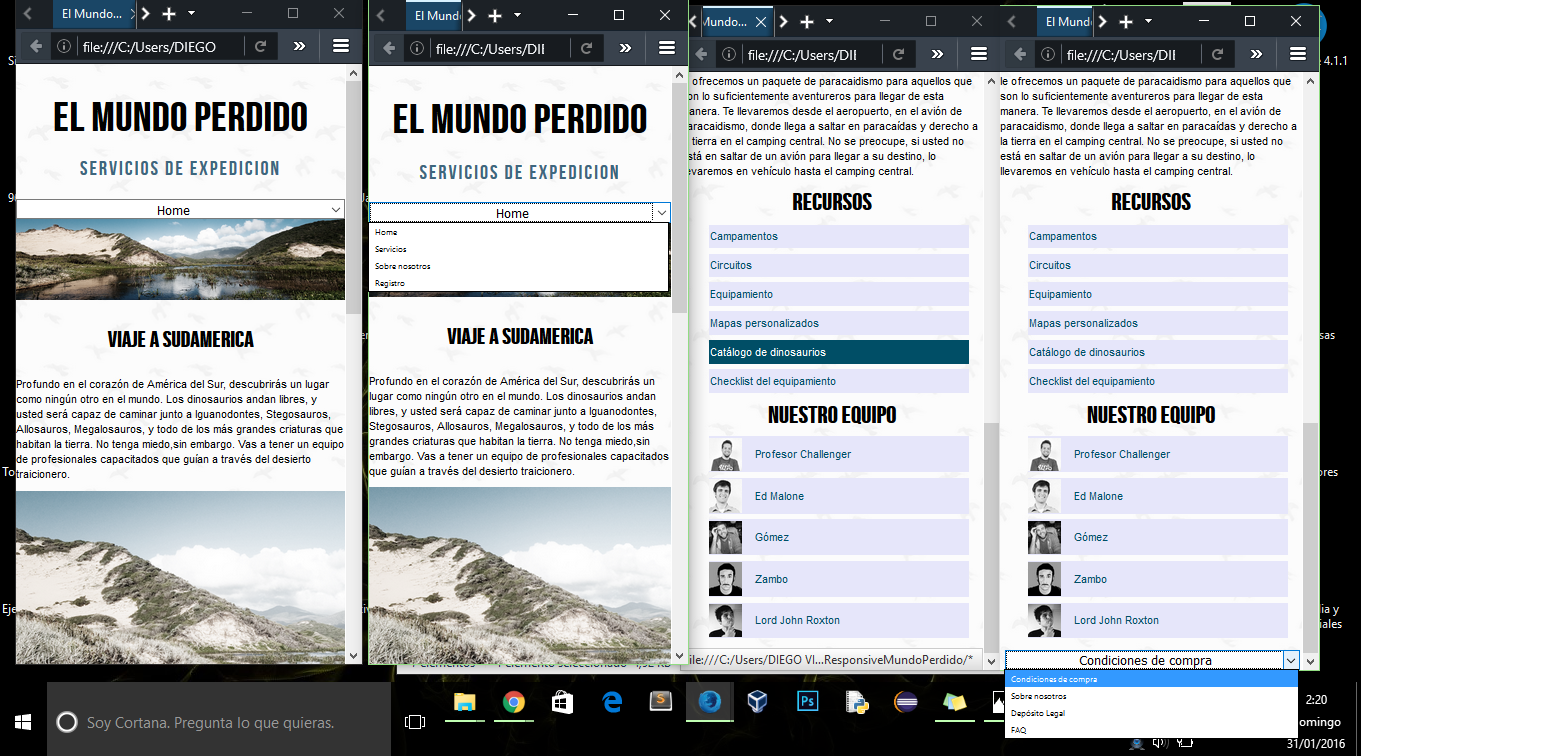 El Mundo...
file:///C:/Users/DIEGO
EL MUNDO PERDIDO
SERVICIOS DE EXPEDICION
Home
VIAJE A SUDAMERICA
Profundo en el corazón de América del Sur, descubrirás un lugar
como ningún otro en el mundo. Los dinosaurios andan libres, y
usted será capaz de caminar junto a Iguanodontes, Stegosauros,
Allosauros, Megalosauros, y todo de los más grandes criaturas que
habitan la tierra. No tenga miedo,sin embargo. Vas a tener un equipo
de profesionales capacitados que guían a través del desierto
traicionero.
El Mund
file:///C:/Users/DIE
EL MUNDO PERDIDO
SERVICIOS DE EXPEDICION
Home
Home
Servicios
Sobre nosotros
Registro
VIAJE A SUDAMERICA
Profundo en el corazón de América del Sur, descubrirás un
lugar como ningún otro en el mundo. Los dinosaurios andan
libres, y usted será capaz de caminar junto a Iguanodontes,
Stegosauros, Allosauros, Megalosauros, y todo de los más
grandes criaturas que habitan la tierra. No tenga miedo,sin
embargo. Vas a tener un equipo de profesionales capacitados
que guían a través del desierto traicionero.
Mundo...
file:///C:/Users/DIE
ofrecemos un paquete de paracaidismo para aquellos que
on lo suficientemente aventureros para llegar de esta
anera. Te llevaremos desde el aeropuerto, en el avión de
aracaidismo, donde llega a saltar en paracaídas y derecho a
tierra en el camping central. No se preocupe, si usted no
stá en saltar de un avión para llegar a su destino, lo
evaremos en vehículo hasta el camping central.
RECURSOS
Campamentos
Circuitos
Equipamiento
Mapas personalizados
Catálogo de dinosaurios
Checklist del equipamiento
NUESTRO EQUIPO
Profesor Challenger
Ed Malone
Gómez
Zambo
Lord John Roxton
ile:///C:/Users/DIEGO VI...ResponsiveMundoPerdido/*
El Mund
file:///C:/Users/DIE
le ofrecemos un paquete de paracaidismo para aquellos que
son lo suficientemente aventureros para llegar de esta
manera. Te llevaremos desde el aeropuerto, en el avión de
paracaidismo, donde llega a saltar en paracaídas y derecho a
la tierra en el camping central. No se preocupe, si usted no
está en saltar de un avión para llegar a su destino, lo
llevaremos en vehículo hasta el camping central.
RECURSOS
Campamentos
Circuitos
Equipamiento
Mapas personalizados
Catálogo de dinosaurios
Checklist del equipamiento
NUESTRO EQUIPO
Profesor Challenger
Ed Malone
Gómez
Zambo
Lord John Roxton
Condiciones de compra
Condiciones de compra
Sobre nosotros
Depósito Legal
FAQ
4.1.1
sas
ores
ia y
iales
Soy Cortana. Pregunta lo que quieras.
Ps
2:20
omingo
31/01/2016